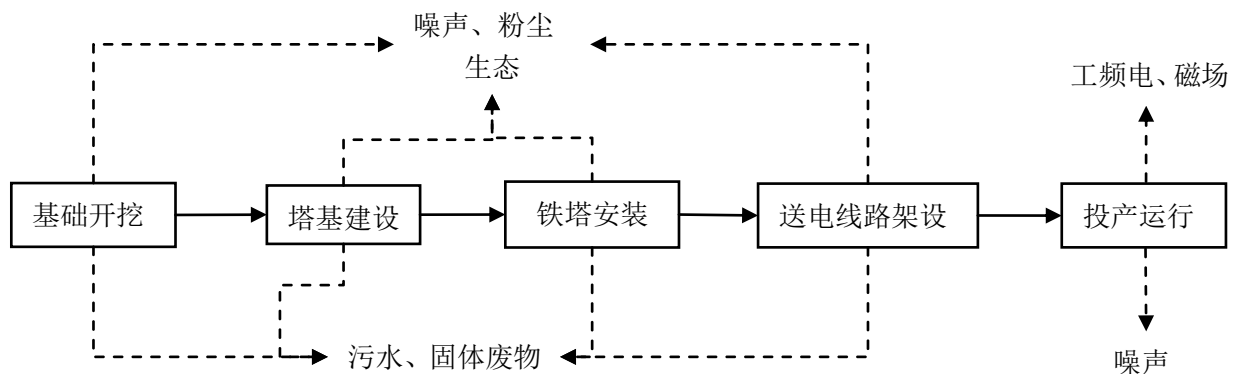 噪声、粉尘
生态
工频电、磁场
基础开挖
塔基建设
铁塔安装
送电线路架设
投产运行
污水、固体废物
噪声